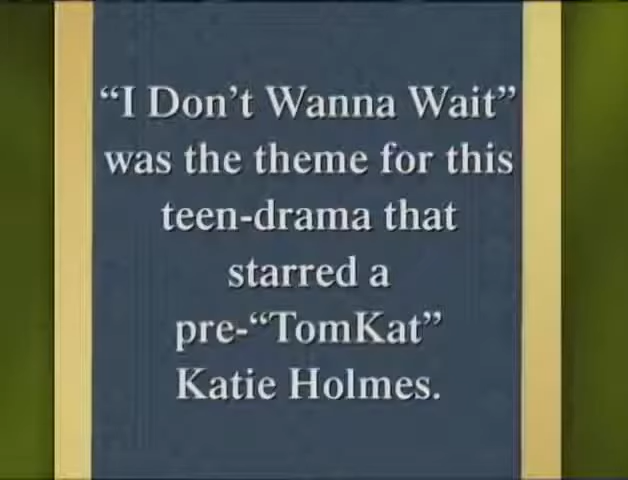 “I Don’t Wanna Wait”
was the theme for this
teen-drama that
starred a
pre-“TomKat”
Katie Holmes.